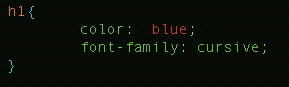 h1{
color: blue;
font-family: cursive;
}